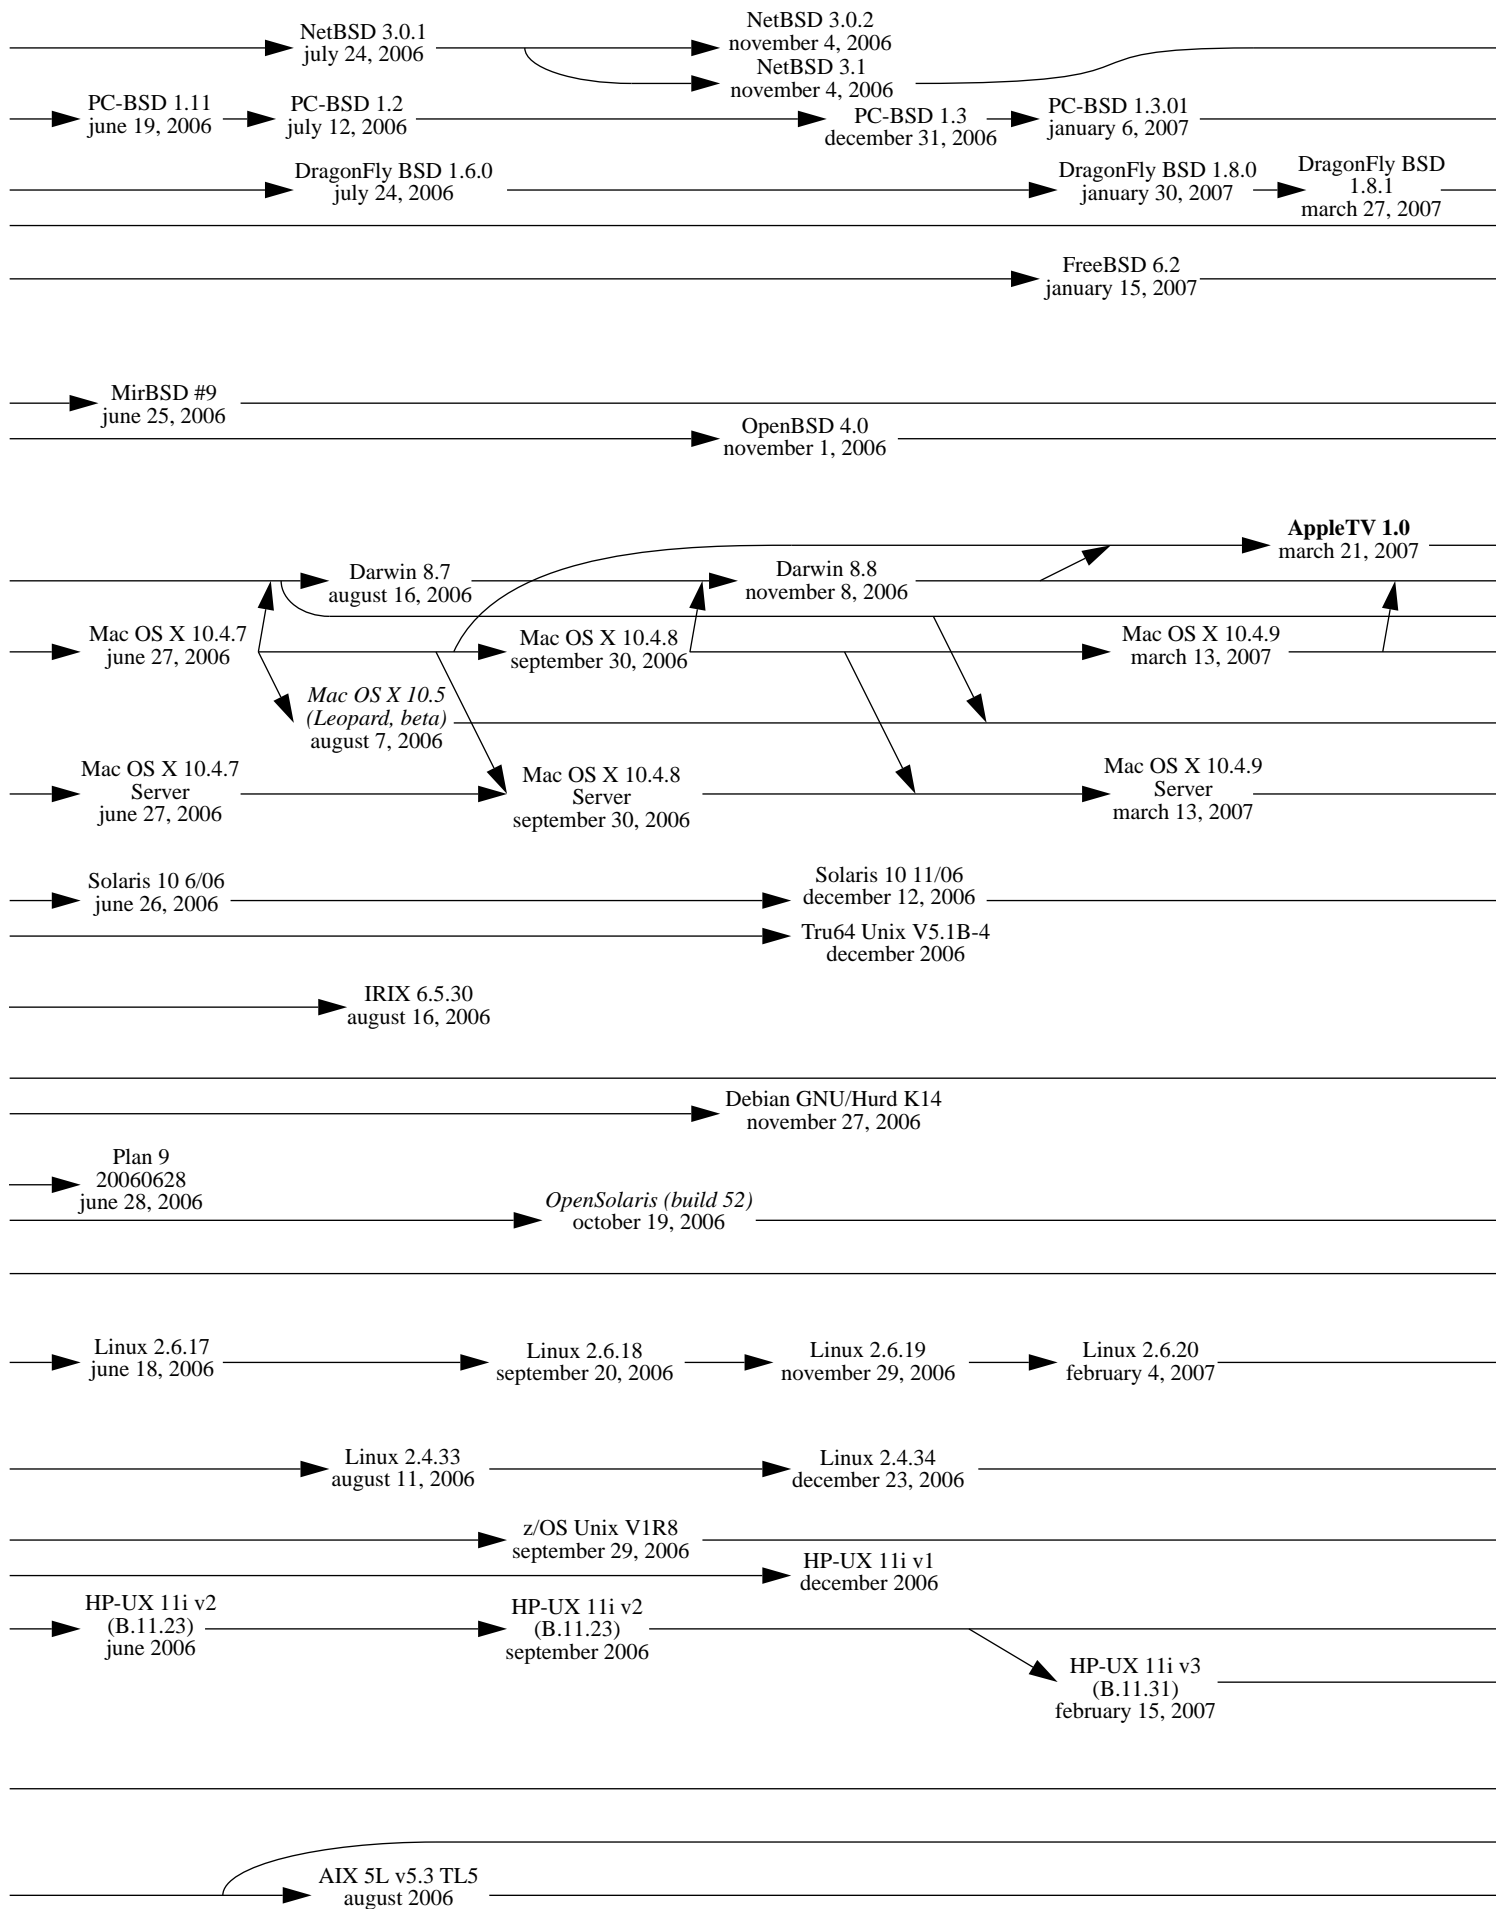 NetBSD 3.0.1
july 24, 2006
NetBSD 3.0.2
november 4, 2006
NetBSD 3.1
november 4, 2006
PC-BSD 1.11
june 19, 2006
PC-BSD 1.2
july 12, 2006
PC-BSD 1.3
december 31, 2006
PC-BSD 1.3.01
january 6, 2007
DragonFly BSD 1.6.0
july 24, 2006
DragonFly BSD 1.8.0
january 30, 2007
DragonFly BSD
1.8.1
march 27, 2007
FreeBSD 6.2
january 15, 2007
MirBSD #9
june 25, 2006
OpenBSD 4.0
november 1, 2006
AppleTV 1.0
march 21, 2007
Darwin 8.7
august 16, 2006
Darwin 8.8
november 8, 2006
Mac OS X 10.4.7
june 27, 2006
Mac OS X 10.4.8
september 30, 2006
Mac OS X 10.4.9
march 13, 2007
Mac OS X 10.5
(Leopard, beta)
august 7, 2006
Mac OS X 10.4.7
Server
june 27, 2006
Mac OS X 10.4.8
Server
september 30, 2006
Mac OS X 10.4.9
Server
march 13, 2007
Solaris 10 6/06
june 26, 2006
Solaris 10 11/06
december 12, 2006
Tru64 Unix V5.1B-4
december 2006
IRIX 6.5.30
august 16, 2006
Debian GNU/Hurd K14
november 27, 2006
Plan 9
20060628
june 28, 2006
OpenSolaris (build 52)
october 19, 2006
Linux 2.6.17
june 18, 2006
Linux 2.6.18
september 20, 2006
Linux 2.6.19
november 29, 2006
Linux 2.6.20
february 4, 2007
Linux 2.4.33
august 11, 2006
Linux 2.4.34
december 23, 2006
z/OS Unix V1R8
september 29, 2006
HP-UX 11i v1
december 2006
HP-UX 11i v2
(B.11.23)
june 2006
HP-UX 11i v2
(B.11.23)
september 2006
HP-UX 11i v3
(B.11.31)
february 15, 2007
AIX 5L v5.3 TL5
august 2006